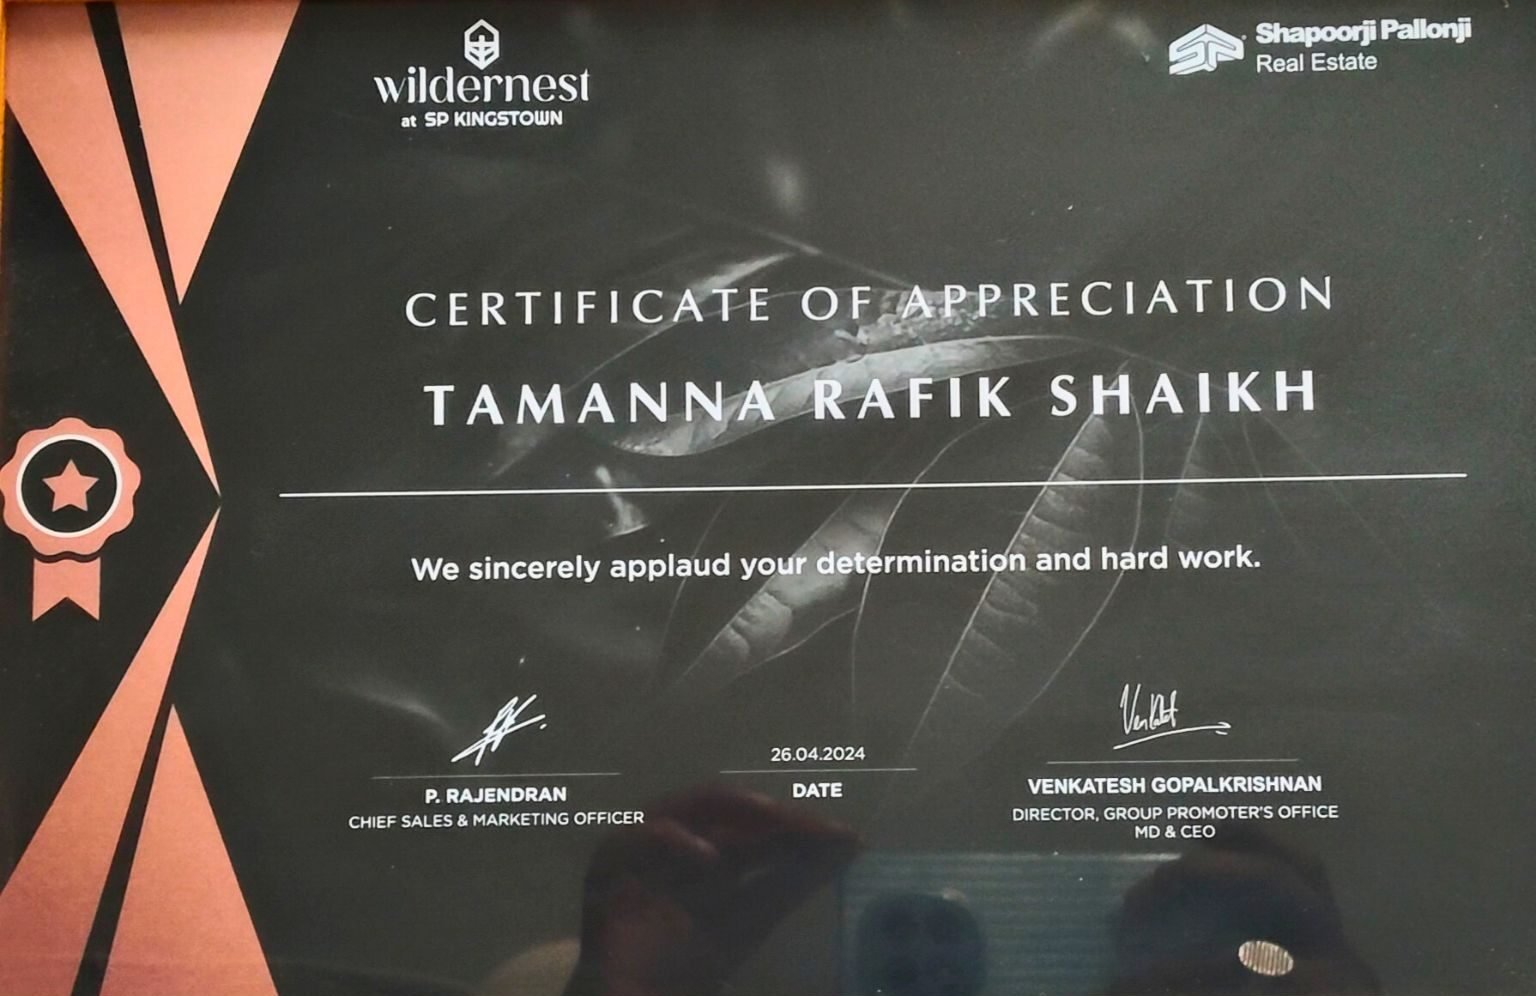 wildernest
at SP KINGSTOWN
SP
Shapoorji Pallonji
Real Estate
CERTIFICATE OF APPRECIATION
TAMANNA RAFIK SHAIKH
We sincerely applaud your determination and hard work.
Venkat
P. RAJENDRAN
CHIEF SALES & MARKETING OFFICER
26.04.2024
DATE
VENKATESH GOPALKRISHNAN
DIRECTOR, GROUP PROMOTER'S OFFICE
MD & CEO